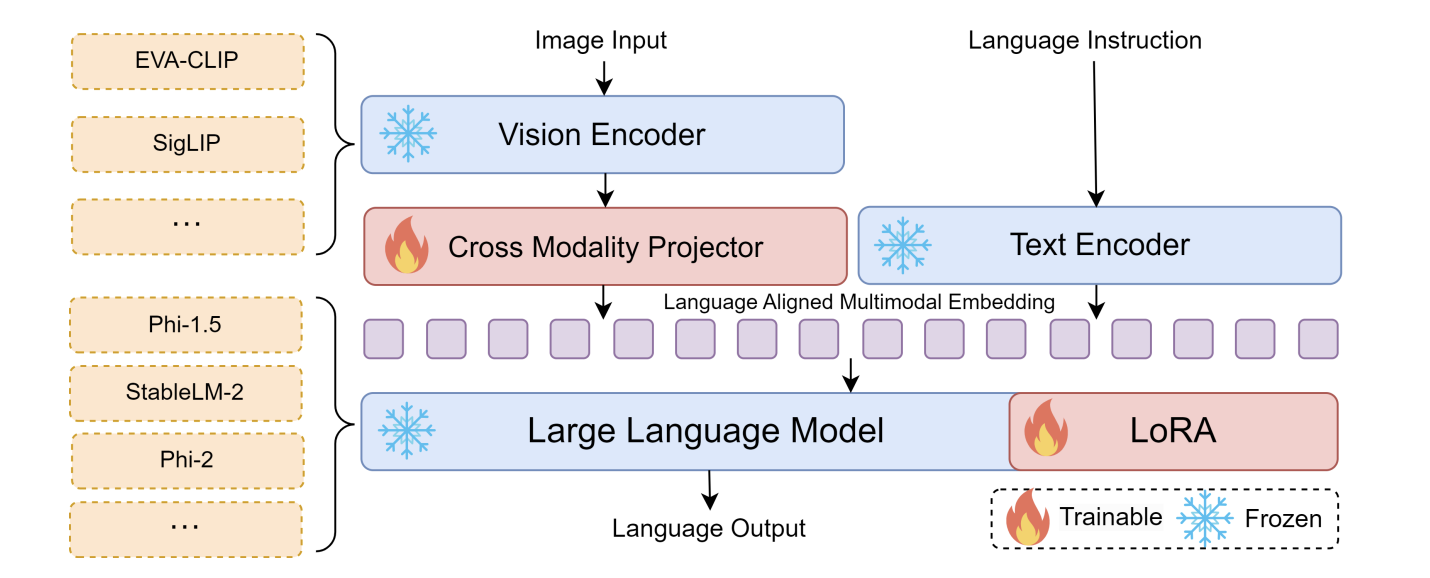 EVA-CLIP
SigLIP
...
Image Input
Language Instruction
Vision Encoder
Cross Modality Projector
Text Encoder
Language Aligned Multimodal Embedding
Phi-1.5
StableLM-2
Phi-2
...
Large Language Model
LoRA
Language Output
Trainable
Frozen